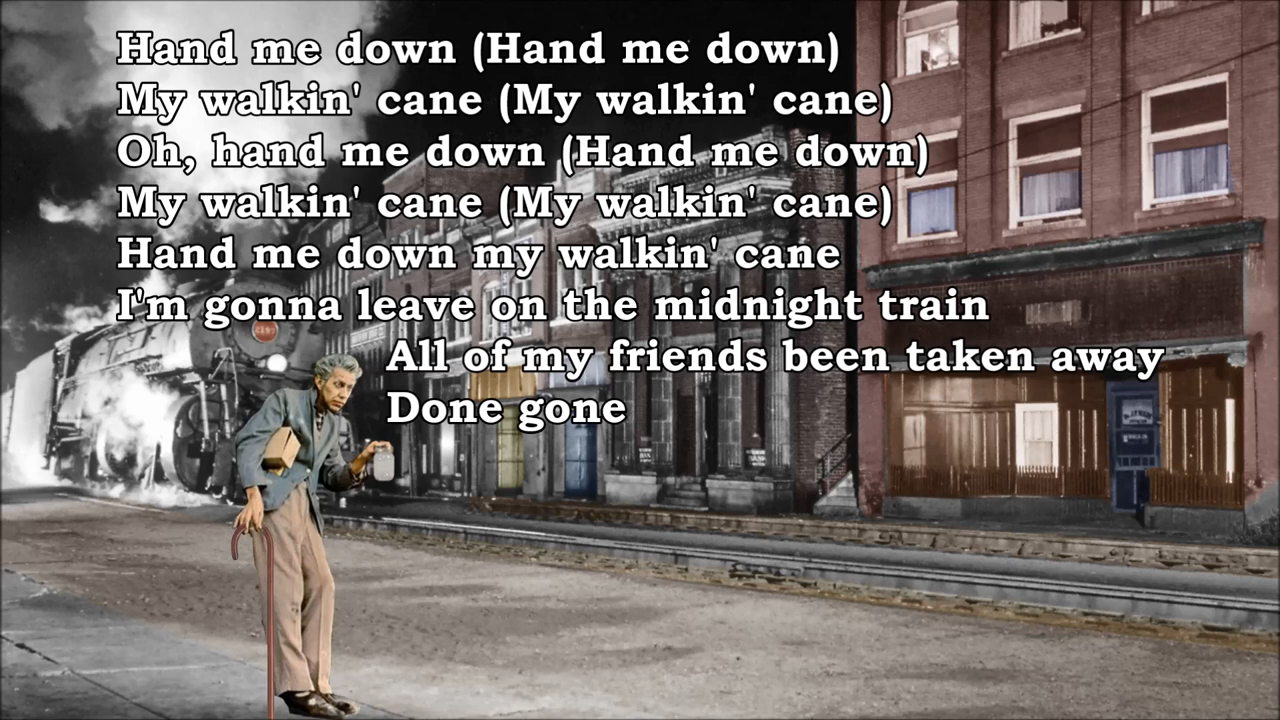 Hand me down (Hand me down)
My walkin' cane (My walkin' cane)
Oh, hand me down (Hand me down)
My walkin' cane (My walkin' cane)
Hand me down my walkin' cane
I'm gonna leave on the midnight train
All of my friends been taken away
Done gone